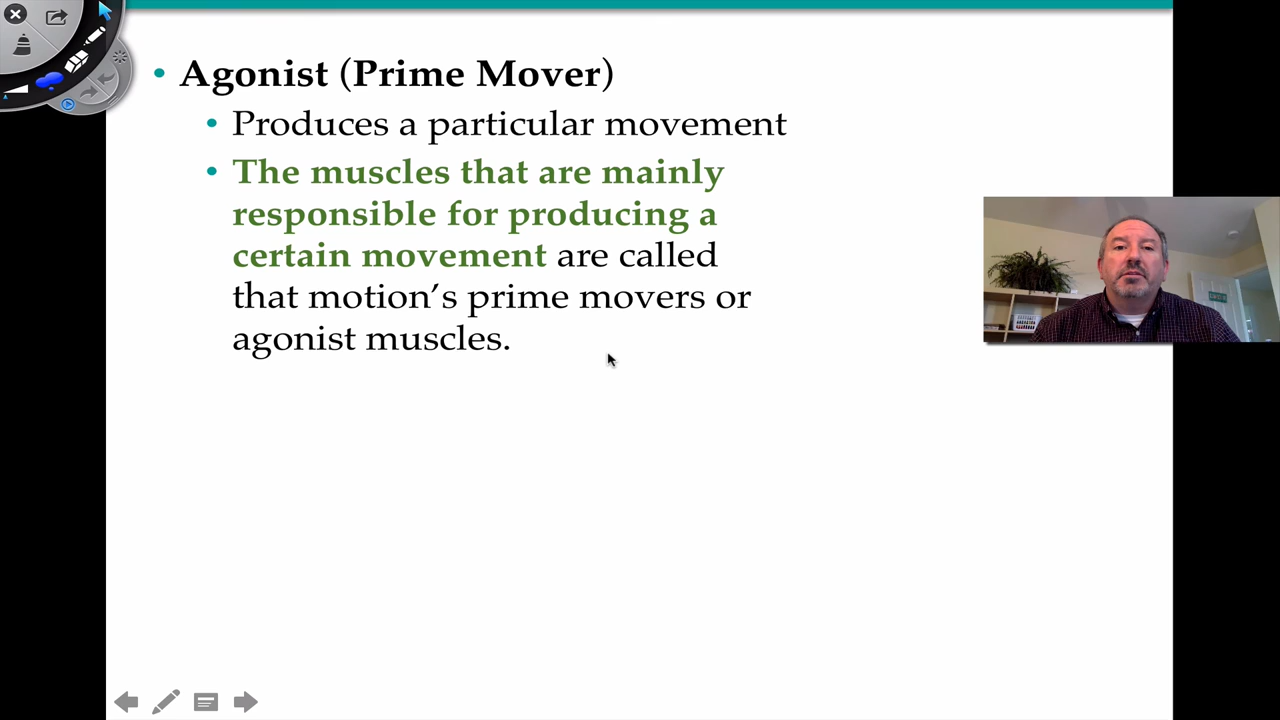 • Agonist (Prime Mover)
• Produces a particular movement
• The muscles that are mainly
responsible for producing a
certain movement are called
that motion’s prime movers or
agonist muscles.